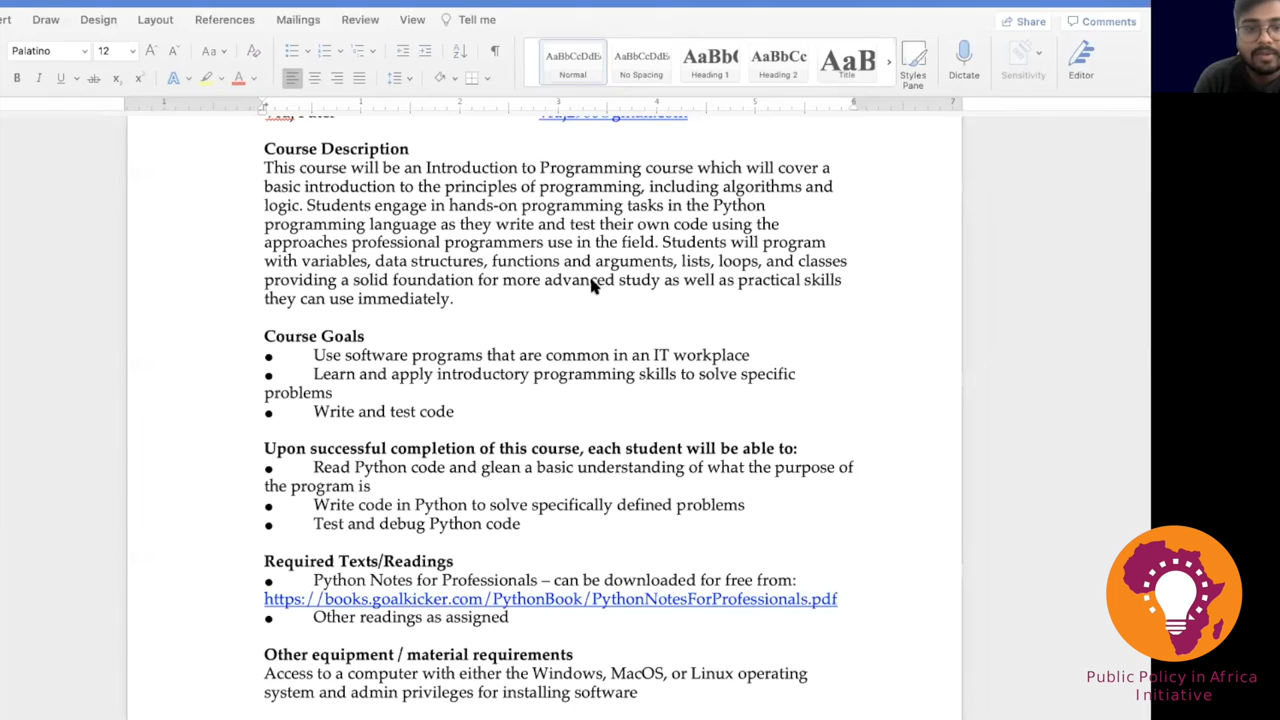 Draw Design Layout References Mailings Review View Tell me Share Comments
Palatino 12 Aa AaBbCcDdEe AaBbCcDdEe AaBb( AaBbCc AaB
Normal No Spacing Heading 1 Heading 2 Title Styles Pane Dictate Sensitivity Editor
1 1 2 3 4 5 6 7
Course Description
This course will be an Introduction to Programming course which will cover a
basic introduction to the principles of programming, including algorithms and
logic. Students engage in hands-on programming tasks in the Python
programming language as they write and test their own code using the
approaches professional programmers use in the field. Students will program
with variables, data structures, functions and arguments, lists, loops, and classes
providing a solid foundation for more advanced study as well as practical skills
they can use immediately.
Course Goals
● Use software programs that are common in an IT workplace
● Learn and apply introductory programming skills to solve specific
problems
● Write and test code
Upon successful completion of this course, each student will be able to:
● Read Python code and glean a basic understanding of what the purpose of
the program is
● Write code in Python to solve specifically defined problems
● Test and debug Python code
Required Texts/Readings
● Python Notes for Professionals – can be downloaded for free from:
https://books.goalkicker.com/PythonBook/PythonNotesForProfessionals.pdf
● Other readings as assigned
Other equipment / material requirements
Access to a computer with either the Windows, MacOS, or Linux operating
system and admin privileges for installing software
Public Policy in Africa
Initiative